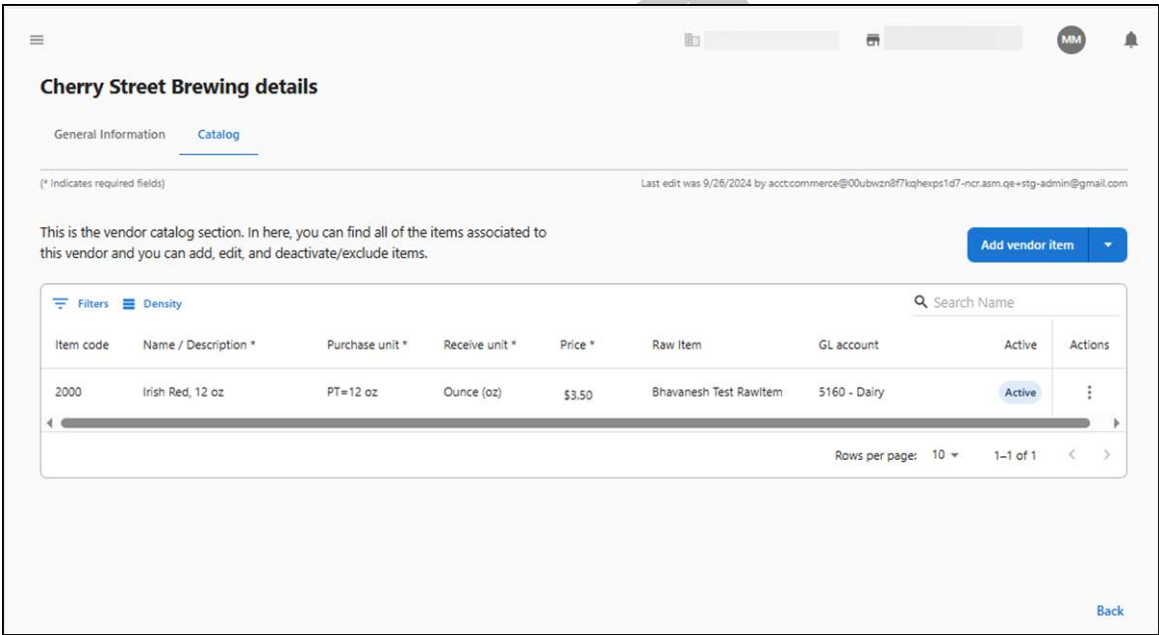 MM
Cherry Street Brewing details
General Information Catalog
(* Indicates required fields) Last edit was 9/26/2024 by acct:commerce@00ubwzn8f7kqhexps1d7-ncr.asm.qe+stg-admin@gmail.com
This is the vendor catalog section. In here, you can find all of the items associated to
this vendor and you can add, edit, and deactivate/exclude items.
Add vendor item
Filters Density Search Name
Item code Name / Description * Purchase unit * Receive unit * Price * Raw Item GL account Active Actions
2000 Irish Red, 12 oz PT=12 oz Ounce (oz) $3.50 Bhavanesh Test RawItem 5160 - Dairy Active
Rows per page: 10 1–1 of 1
Back